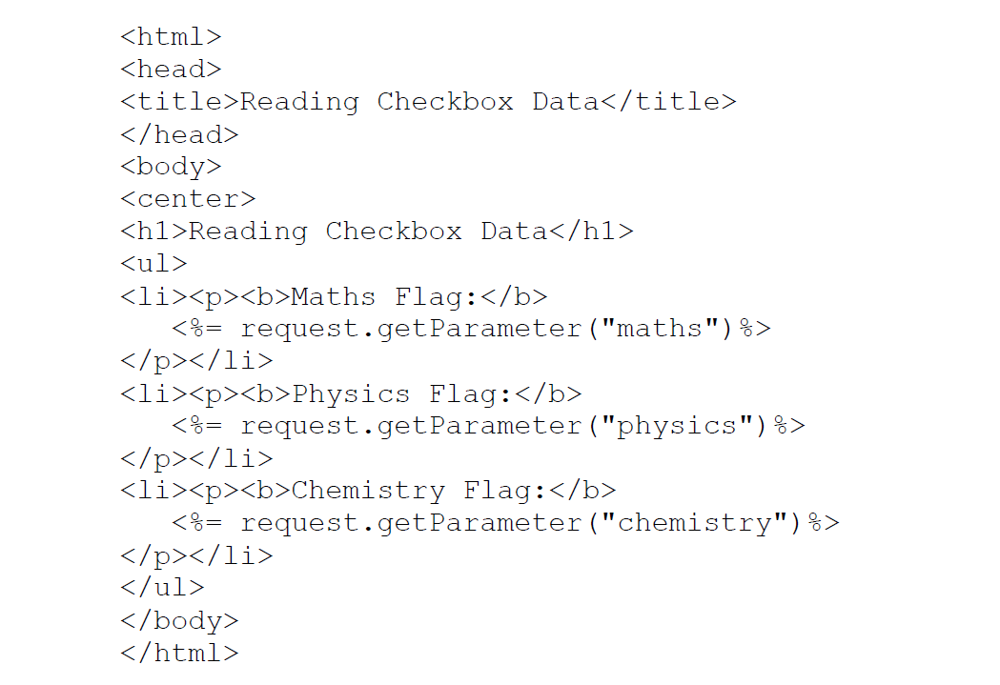 <html>
<head>
<title>Reading Checkbox Data</title>
</head>
<body>
<center>
<h1>Reading Checkbox Data</h1>
<ul>
<li><p><b>Maths Flag:</b>
   <%= request.getParameter("maths")%>
</p></li>
<li><p><b>Physics Flag:</b>
   <%= request.getParameter("physics")%>
</p></li>
<li><p><b>Chemistry Flag:</b>
   <%= request.getParameter("chemistry")%>
</p></li>
</ul>
</body>
</html>